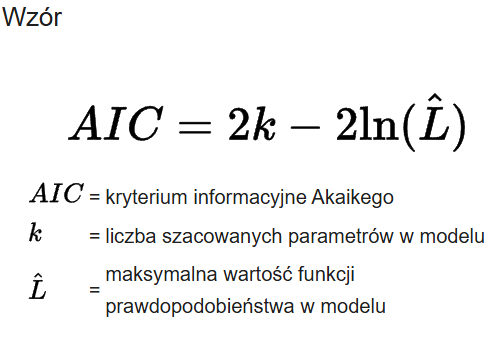 Wzór
AIC = 2k − 2ln(L̂)
AIC = kryterium informacyjne Akaikego
k = liczba szacowanych parametrów w modelu
L̂ = maksymalna wartość funkcji
prawdopodobieństwa w modelu